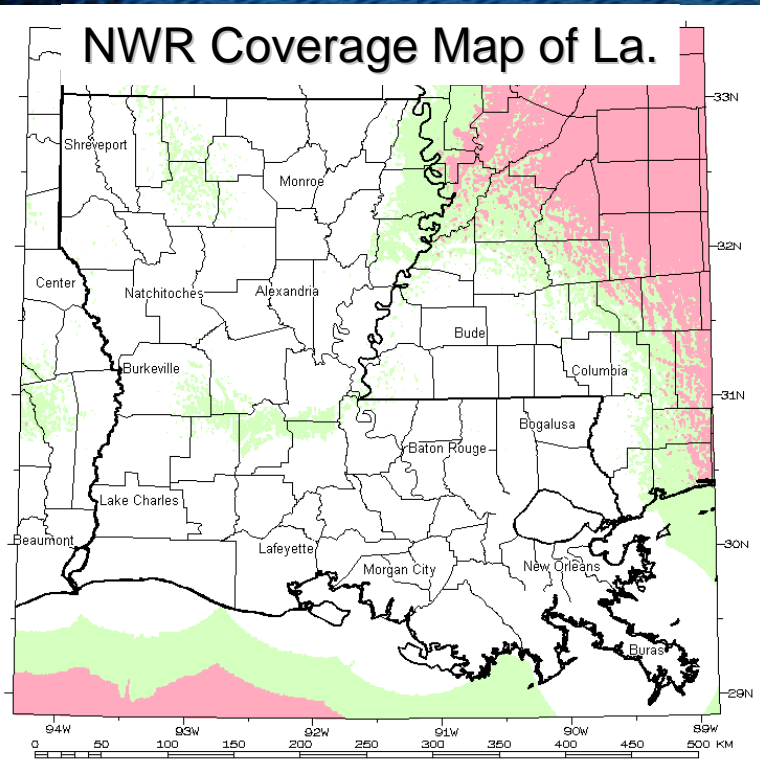 NWR Coverage Map of La.
33N
Shreveport
Monroe
32N
Center
Natchitoches
Alexandria
Bude
Burkeville
Columbia
31N
Bogalusa
Baton Rouge
Lake Charles
Beaumont
30N
Lafeyette
Morgan City
New Orleans
Buras
29N
94W 93W 92W 91W 90W 89W
0 50 100 150 200 250 300 350 400 450 500 KM